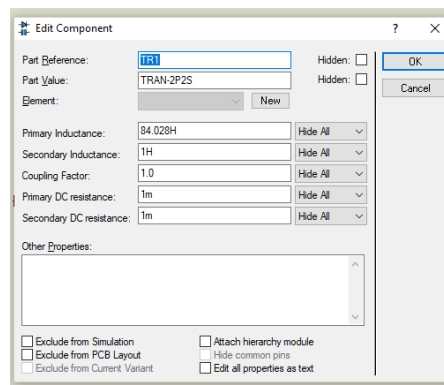 Edit Component ? X
Part Reference: TR1 Hidden: OK
Part Value: TRAN-2P2S Hidden: Cancel
Element: New
Primary Inductance: 84.028H Hide All
Secondary Inductance: 1H Hide All
Coupling Factor: 1.0 Hide All
Primary DC resistance: 1m Hide All
Secondary DC resistance: 1m Hide All
Other Properties:
Exclude from Simulation Attach hierarchy module
Exclude from PCB Layout Hide common pins
Exclude from Current Variant Edit all properties as text